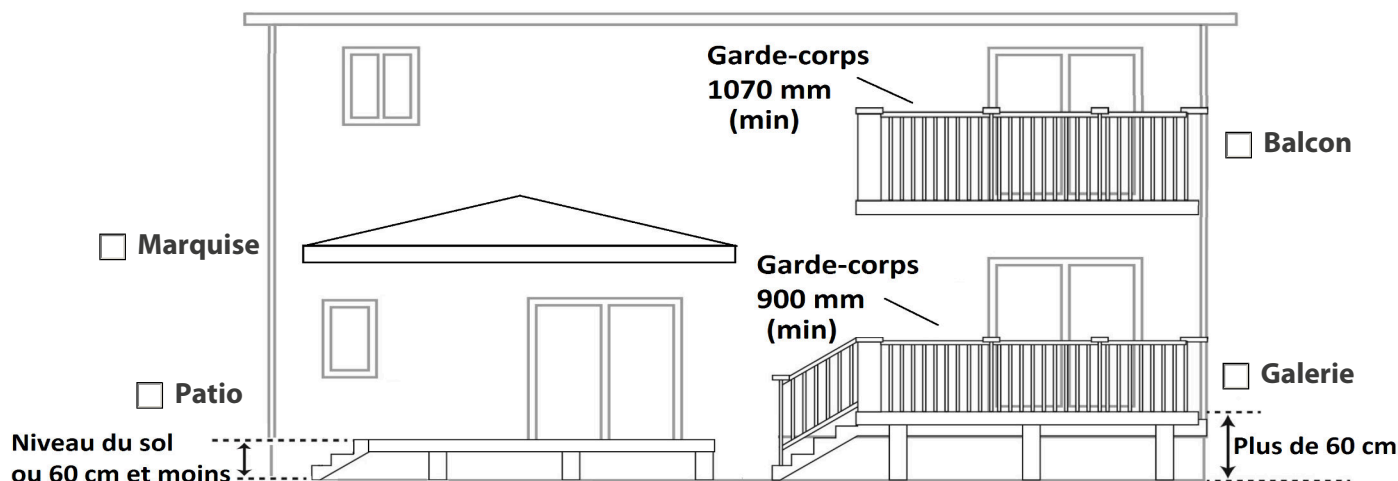 Garde-corps
1070 mm
(min)
Balcon
Marquise
Garde-corps
900 mm
(min)
Patio
Galerie
Niveau du sol
ou 60 cm et moins
Plus de 60 cm